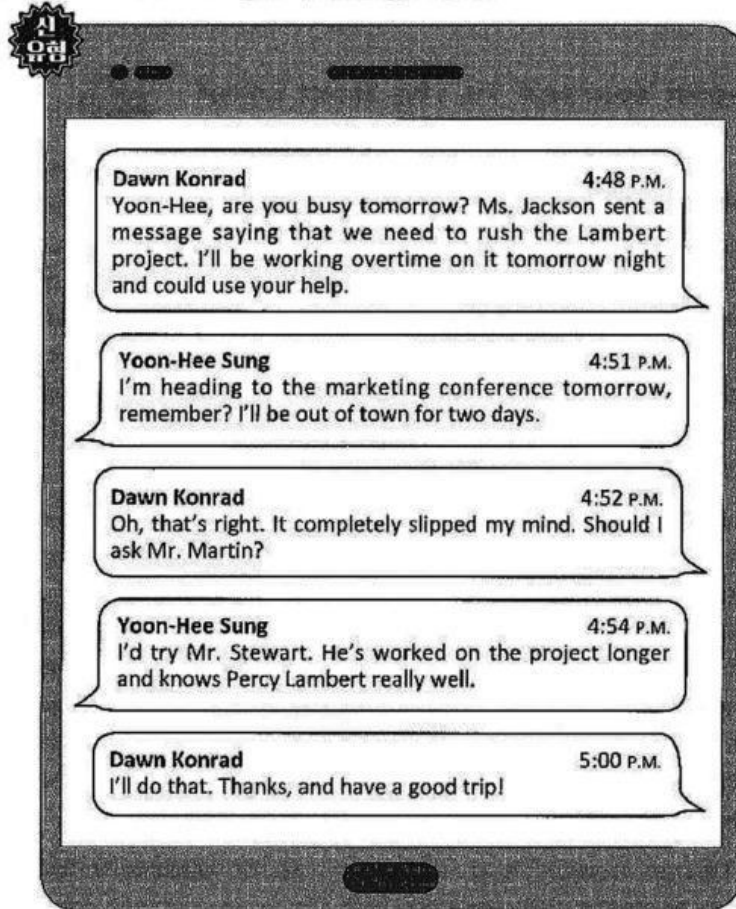 신
유형
Dawn Konrad 4:48 P.M.
Yoon-Hee, are you busy tomorrow? Ms. Jackson sent a
message saying that we need to rush the Lambert
project. I'll be working overtime on it tomorrow night
and could use your help.
Yoon-Hee Sung 4:51 P.M.
I'm heading to the marketing conference tomorrow,
remember? I'll be out of town for two days.
Dawn Konrad 4:52 P.M.
Oh, that's right. It completely slipped my mind. Should I
ask Mr. Martin?
Yoon-Hee Sung 4:54 P.M.
I'd try Mr. Stewart. He's worked on the project longer
and knows Percy Lambert really well.
Dawn Konrad 5:00 P.M.
I'll do that. Thanks, and have a good trip!